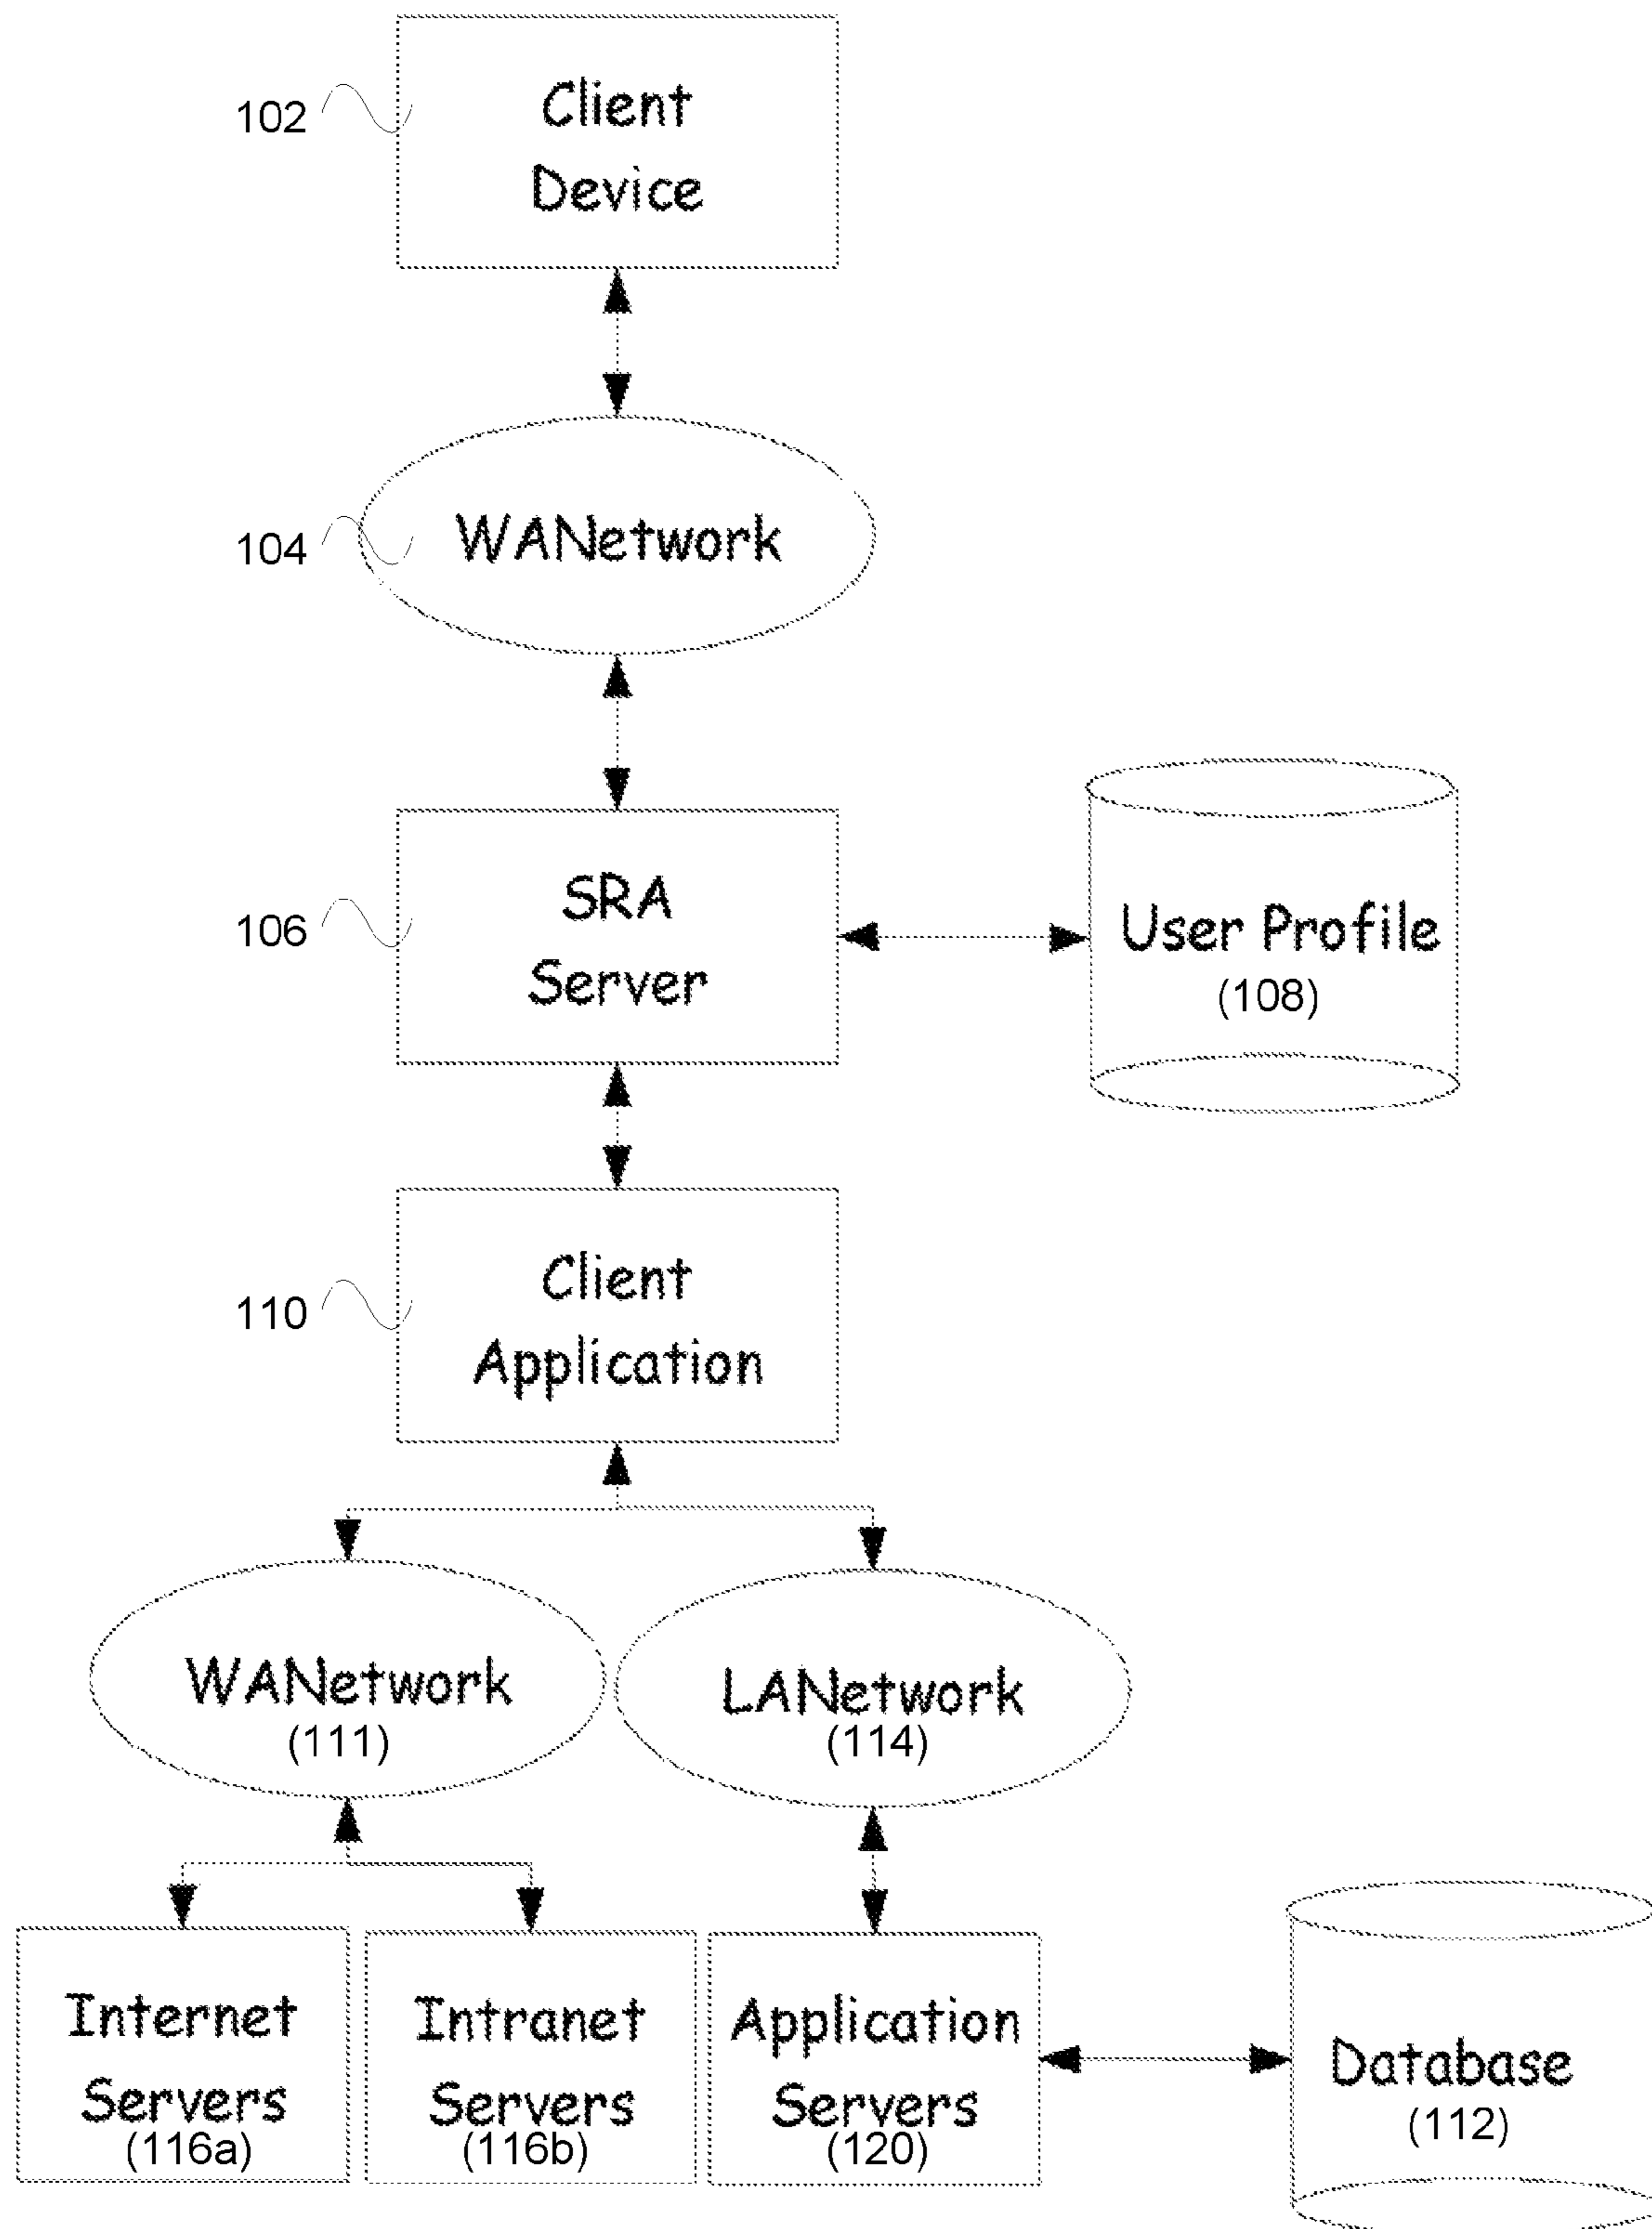 102
Client
Device
104
WANetwork
106
SRA
Server
User Profile
(108)
110
Client
Application
WANetwork
(111)
LANetwork
(114)
Internet
Servers
(116a)
Intranet
Servers
(116b)
Application
Servers
(120)
Database
(112)